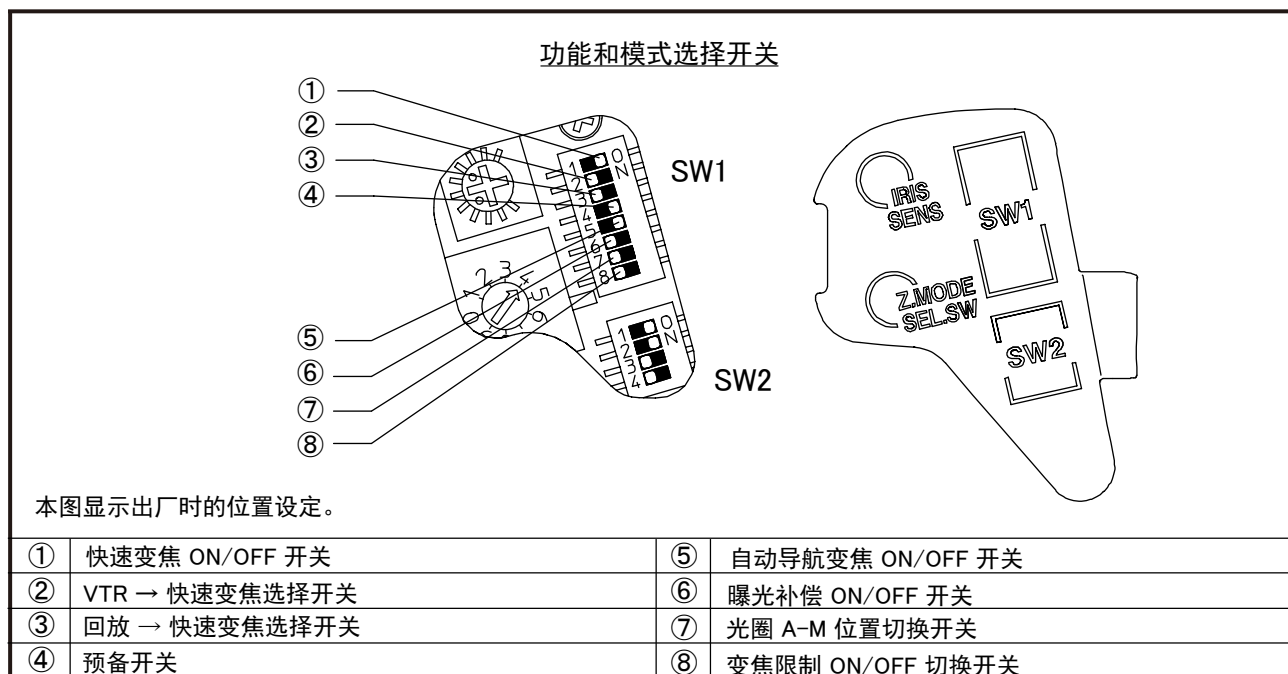 功能和模式选择开关
①
②
③
④
⑤
⑥
⑦
⑧
1
2
3
4
5
6
7
8
ON
SW1
2
3
4
5
6
1
2
3
4
ON
SW2
IRIS
SENS
SW1
Z.MODE
SEL.SW
SW2
本图显示出厂时的位置设定。
① 快速变焦 ON/OFF 开关 ⑤ 自动导航变焦 ON/OFF 开关
② VTR → 快速变焦选择开关 ⑥ 曝光补偿 ON/OFF 开关
③ 回放 → 快速变焦选择开关 ⑦ 光圈 A-M 位置切换开关
④ 预备开关 ⑧ 变焦限制 ON/OFF 切换开关